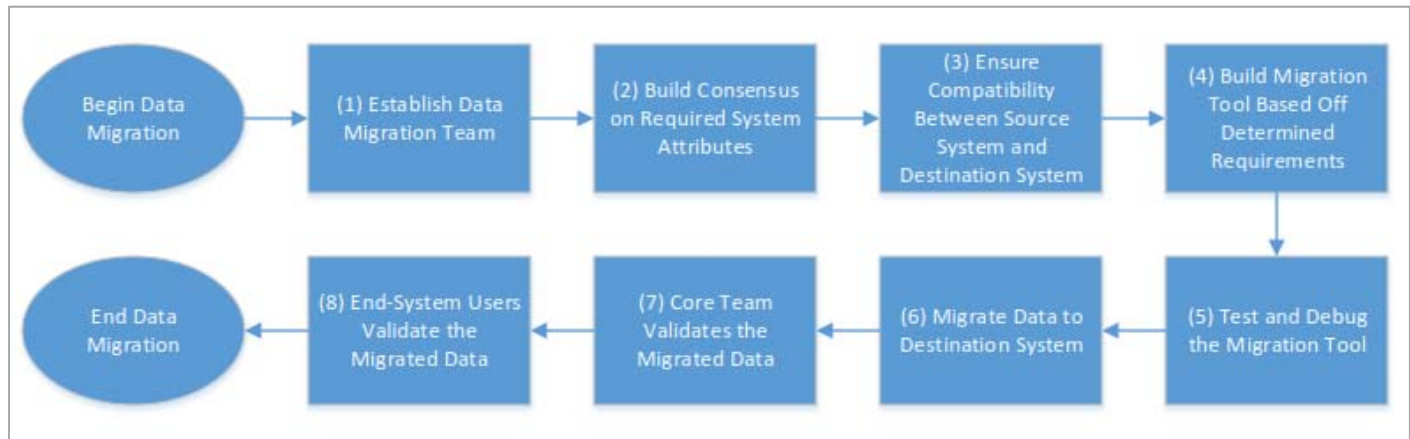 Begin Data
Migration
(1) Establish Data
Migration Team
(2) Build Consensus
on Required System
Attributes
(3) Ensure
Compatibility
Between Source
System and
Destination System
(4) Build Migration
Tool Based Off
Determined
Requirements
(5) Test and Debug
the Migration Tool
(6) Migrate Data to
Destination System
(7) Core Team
Validates the
Migrated Data
(8) End-System Users
Validate the
Migrated Data
End Data
Migration